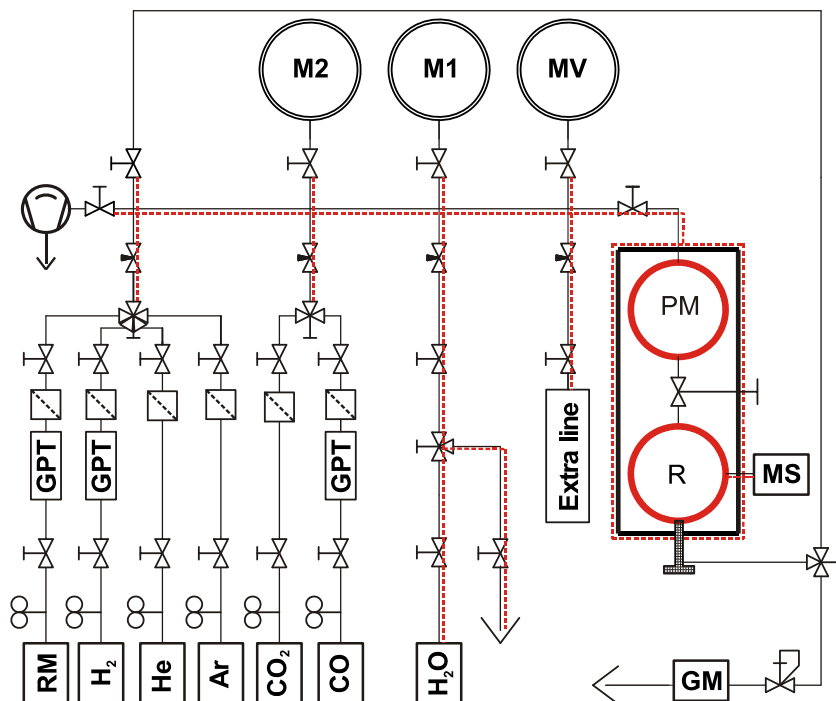 M2
M1
MV
PM
R
MS
GPT
GPT
GPT
Extra line
RM
H₂
He
Ar
CO₂
CO
H₂O
GM